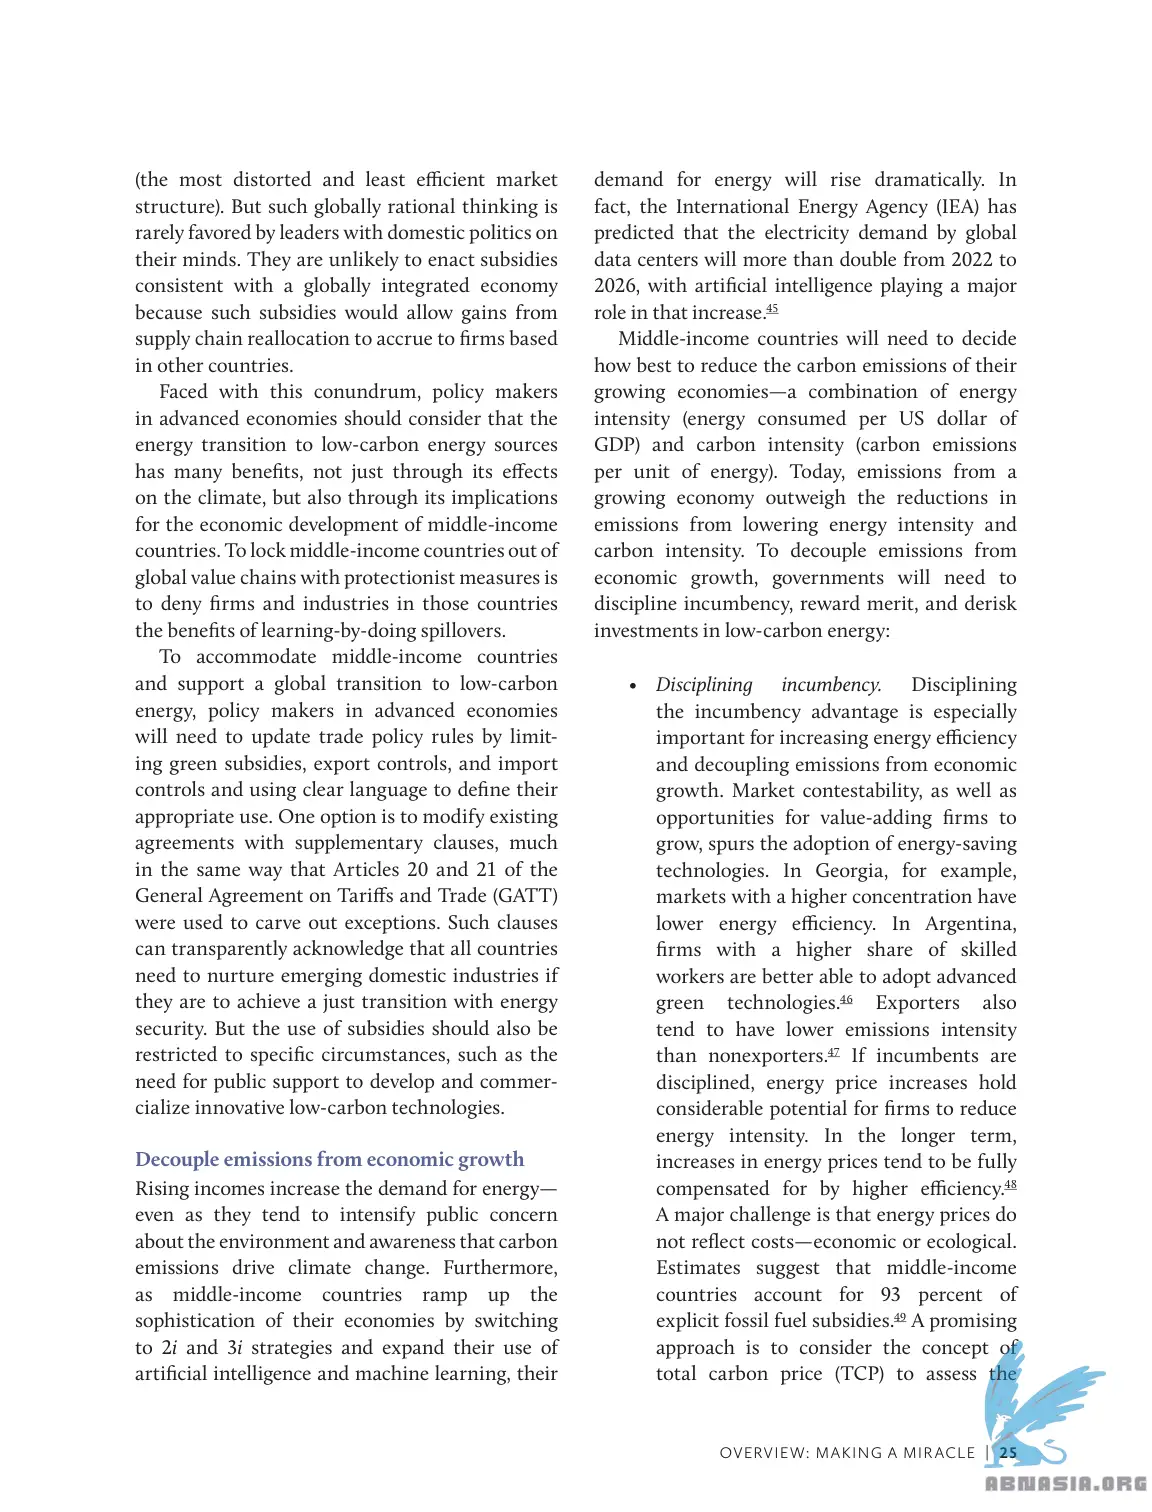 (the most distorted and least efficient market
structure). But such globally rational thinking is
rarely favored by leaders with domestic politics on
their minds. They are unlikely to enact subsidies
consistent with a globally integrated economy
because such subsidies would allow gains from
supply chain reallocation to accrue to firms based
in other countries.
Faced with this conundrum, policy makers
in advanced economies should consider that the
energy transition to low-carbon energy sources
has many benefits, not just through its effects
on the climate, but also through its implications
for the economic development of middle-income
countries. To lock middle-income countries out of
global value chains with protectionist measures is
to deny firms and industries in those countries
the benefits of learning-by-doing spillovers.
To accommodate middle-income countries
and support a global transition to low-carbon
energy, policy makers in advanced economies
will need to update trade policy rules by limit-
ing green subsidies, export controls, and import
controls and using clear language to define their
appropriate use. One option is to modify existing
agreements with supplementary clauses, much
in the same way that Articles 20 and 21 of the
General Agreement on Tariffs and Trade (GATT)
were used to carve out exceptions. Such clauses
can transparently acknowledge that all countries
need to nurture emerging domestic industries if
they are to achieve a just transition with energy
security. But the use of subsidies should also be
restricted to specific circumstances, such as the
need for public support to develop and commer-
cialize innovative low-carbon technologies.
Decouple emissions from economic growth
Rising incomes increase the demand for energy—
even as they tend to intensify public concern
about the environment and awareness that carbon
emissions drive climate change. Furthermore,
as middle-income countries ramp up the
sophistication of their economies by switching
to 2i and 3i strategies and expand their use of
artificial intelligence and machine learning, their
demand for energy will rise dramatically. In
fact, the International Energy Agency (IEA) has
predicted that the electricity demand by global
data centers will more than double from 2022 to
2026, with artificial intelligence playing a major
role in that increase.45
Middle-income countries will need to decide
how best to reduce the carbon emissions of their
growing economies—a combination of energy
intensity (energy consumed per US dollar of
GDP) and carbon intensity (carbon emissions
per unit of energy). Today, emissions from a
growing economy outweigh the reductions in
emissions from lowering energy intensity and
carbon intensity. To decouple emissions from
economic growth, governments will need to
discipline incumbency, reward merit, and derisk
investments in low-carbon energy:
• Disciplining incumbency. Disciplining
the incumbency advantage is especially
important for increasing energy efficiency
and decoupling emissions from economic
growth. Market contestability, as well as
opportunities for value-adding firms to
grow, spurs the adoption of energy-saving
technologies. In Georgia, for example,
markets with a higher concentration have
lower energy efficiency. In Argentina,
firms with a higher share of skilled
workers are better able to adopt advanced
green technologies.46 Exporters also
tend to have lower emissions intensity
than nonexporters.47 If incumbents are
disciplined, energy price increases hold
considerable potential for firms to reduce
energy intensity. In the longer term,
increases in energy prices tend to be fully
compensated for by higher efficiency.48
A major challenge is that energy prices do
not reflect costs—economic or ecological.
Estimates suggest that middle-income
countries account for 93 percent of
explicit fossil fuel subsidies.49 A promising
approach is to consider the concept of
total carbon price (TCP) to assess the
OVERVIEW: MAKING A MIRACLE | 25
ABNASIA.ORG